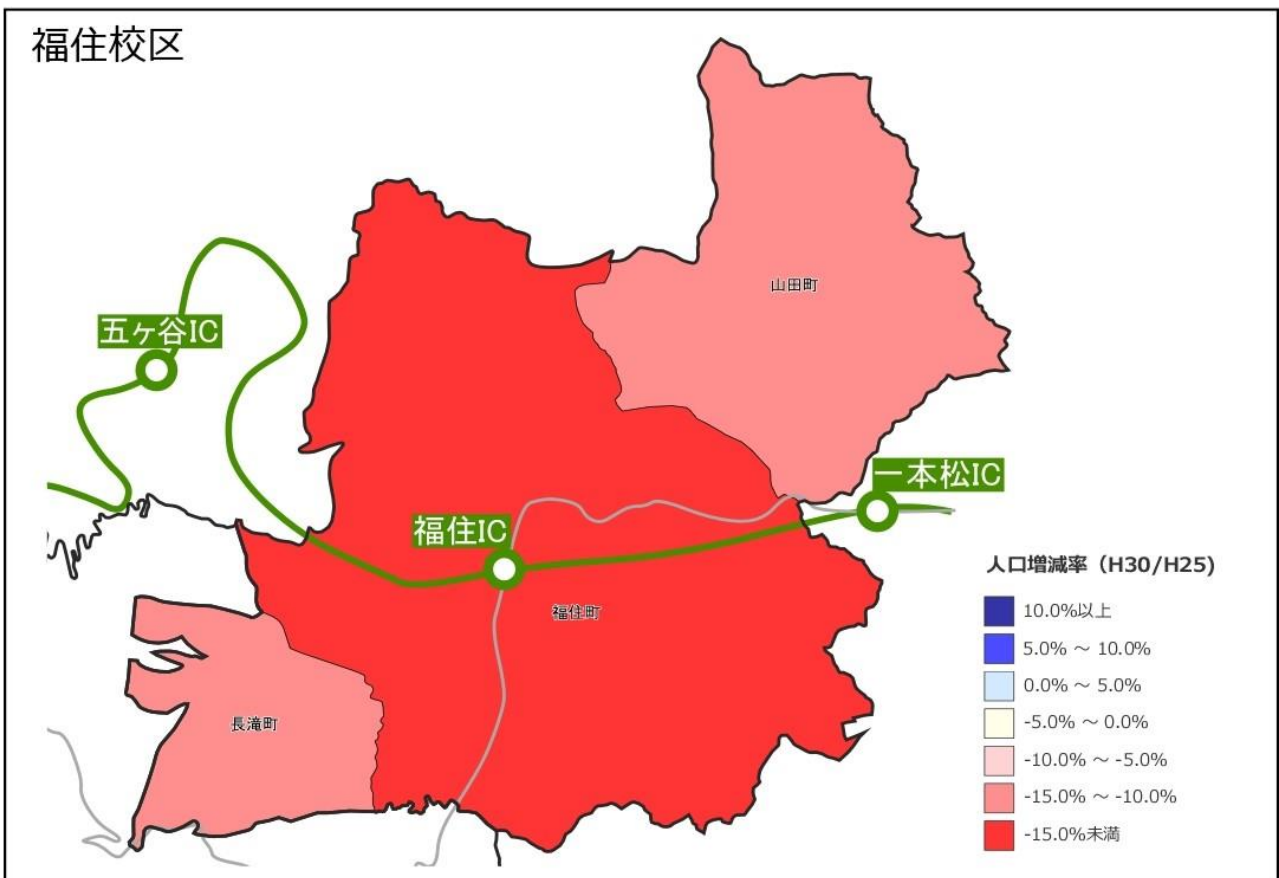 福住校区
山田町
五ヶ谷IC
一本松IC
福住IC
福住町
長滝町
人口増減率（H30/H25)
10.0%以上
5.0% ～ 10.0%
0.0% ～ 5.0%
-5.0% ～ 0.0%
-10.0% ～ -5.0%
-15.0% ～ -10.0%
-15.0%未満